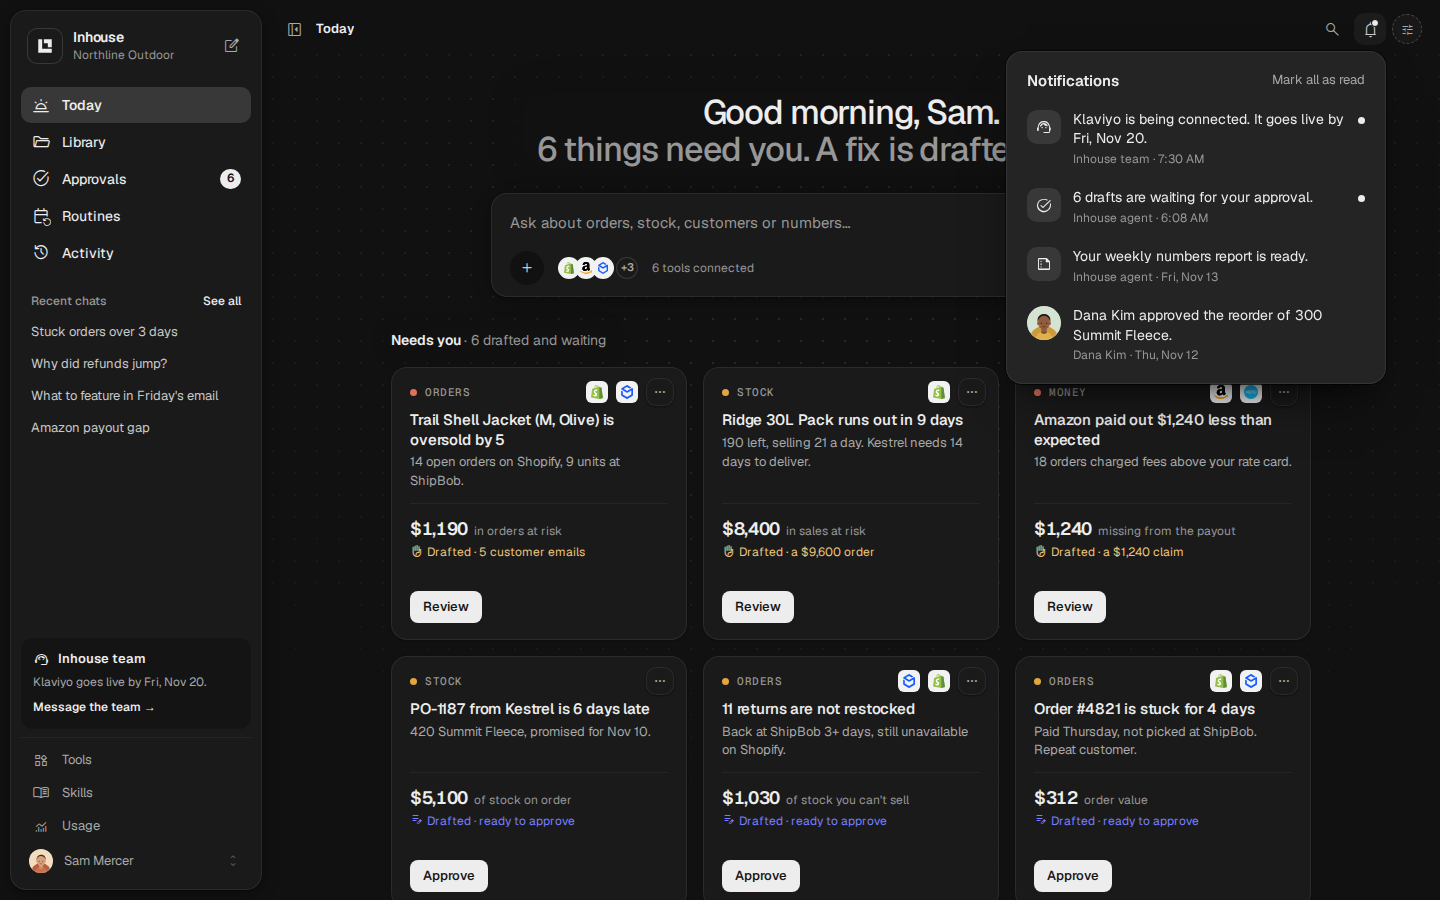 Inhouse
Northline Outdoor
Today
Library
Approvals
6
Routines
Activity
Recent chats
See all
Stuck orders over 3 days
Why did refunds jump?
What to feature in Friday's email
Amazon payout gap
Inhouse team
Klaviyo goes live by Fri, Nov 20.
Message the team →
Tools
Skills
Usage
Sam Mercer
Today
Good morning, Sam.
6 things need you. A fix is
Ask about orders, stock, customers or numbers...
+3
6 tools connected
Notifications
Mark all as read
Klaviyo is being connected. It goes live by
Fri, Nov 20.
Inhouse team · 7:30 AM
6 drafts are waiting for your approval.
Inhouse agent · 6:08 AM
Your weekly numbers report is ready.
Inhouse agent · Fri, Nov 13
Dana Kim approved the reorder of 300
Summit Fleece.
Dana Kim · Thu, Nov 12
Needs you · 6 drafted and waiting
ORDERS
Trail Shell Jacket (M, Olive) is
oversold by 5
14 open orders on Shopify, 9 units at
ShipBob.
$1,190 in orders at risk
Drafted · 5 customer emails
Review
STOCK
Ridge 30L Pack runs out in 9 days
190 left, selling 21 a day. Kestrel needs 14
days to deliver.
$8,400 in sales at risk
Drafted · a $9,600 order
Review
MONEY
Amazon paid out $1,240 less than
expected
18 orders charged fees above your rate card.
$1,240 missing from the payout
Drafted · a $1,240 claim
Review
STOCK
PO-1187 from Kestrel is 6 days late
420 Summit Fleece, promised for Nov 10.
$5,100 of stock on order
Drafted · ready to approve
Approve
ORDERS
11 returns are not restocked
Back at ShipBob 3+ days, still unavailable
on Shopify.
$1,030 of stock you can't sell
Drafted · ready to approve
Approve
ORDERS
Order #4821 is stuck for 4 days
Paid Thursday, not picked at ShipBob.
Repeat customer.
$312 order value
Drafted · ready to approve
Approve